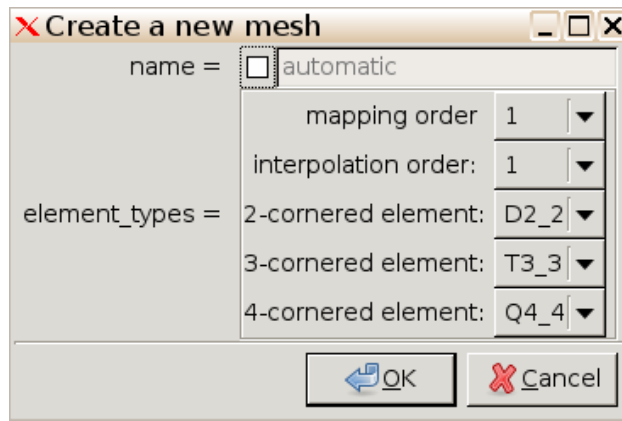 Create a new mesh
name = automatic
mapping order 1
interpolation order: 1
element_types = 2-cornered element: D2_2
3-cornered element: T3_3
4-cornered element: Q4_4
OK Cancel